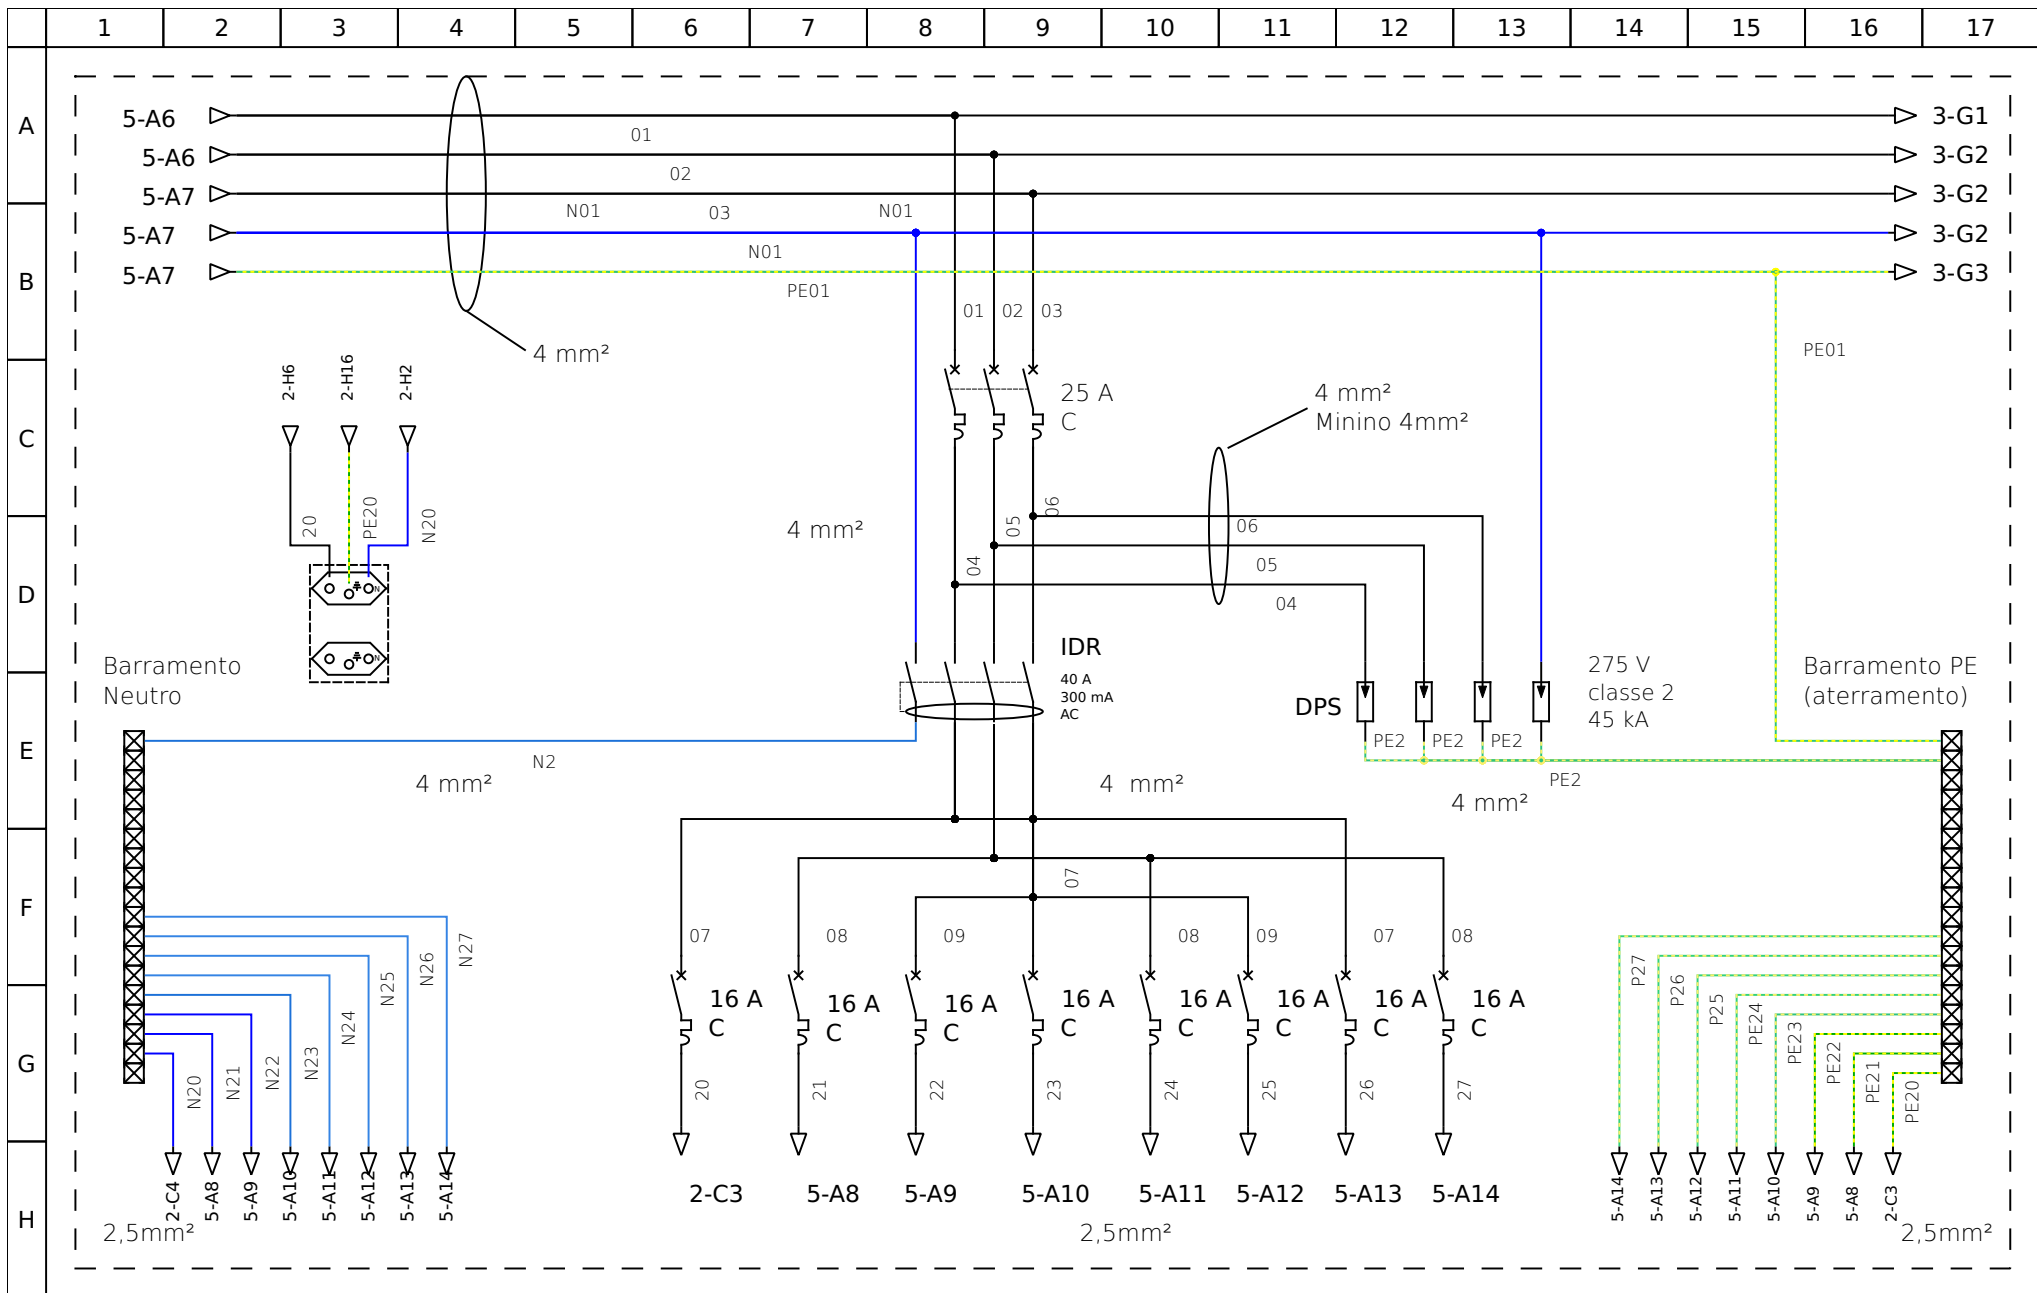 1 2 3 4 5 6 7 8 9 10 11 12 13 14 15 16 17
A
B
C
D
E
F
G
H
5-A6
01
3-G1
5-A6
02
3-G2
5-A7
N01 03 N01
3-G2
5-A7
N01
3-G2
5-A7
PE01
3-G3
01 02 03
4 mm²
PE01
2-H6
2-H16
2-H2
25 A
C
4 mm²
Minino 4mm²
20
PE20
N20
N
N
4 mm²
04
05
06
06
05
04
IDR
40 A
300 mA
AC
DPS
275 V
classe 2
45 kA
Barramento
Neutro
Barramento PE
(aterramento)
N2
PE2 PE2 PE2
PE2
4 mm²
4 mm²
4 mm²
07
07 08 09 08 09 07 08
16 A
C
16 A
C
16 A
C
16 A
C
16 A
C
16 A
C
16 A
C
16 A
C
20
21
22
23
24
25
26
27
2-C3 5-A8 5-A9 5-A10 5-A11 5-A12 5-A13 5-A14
2,5mm²
N20
N21
N22
N23
N24
N25
N26
N27
2-C4
5-A8
5-A9
5-A10
5-A11
5-A12
5-A13
5-A14
2,5mm²
P27
P26
P25
PE24
PE23
PE22
PE21
PE20
5-A14
5-A13
5-A12
5-A11
5-A10
5-A9
5-A8
2-C3
2,5mm²